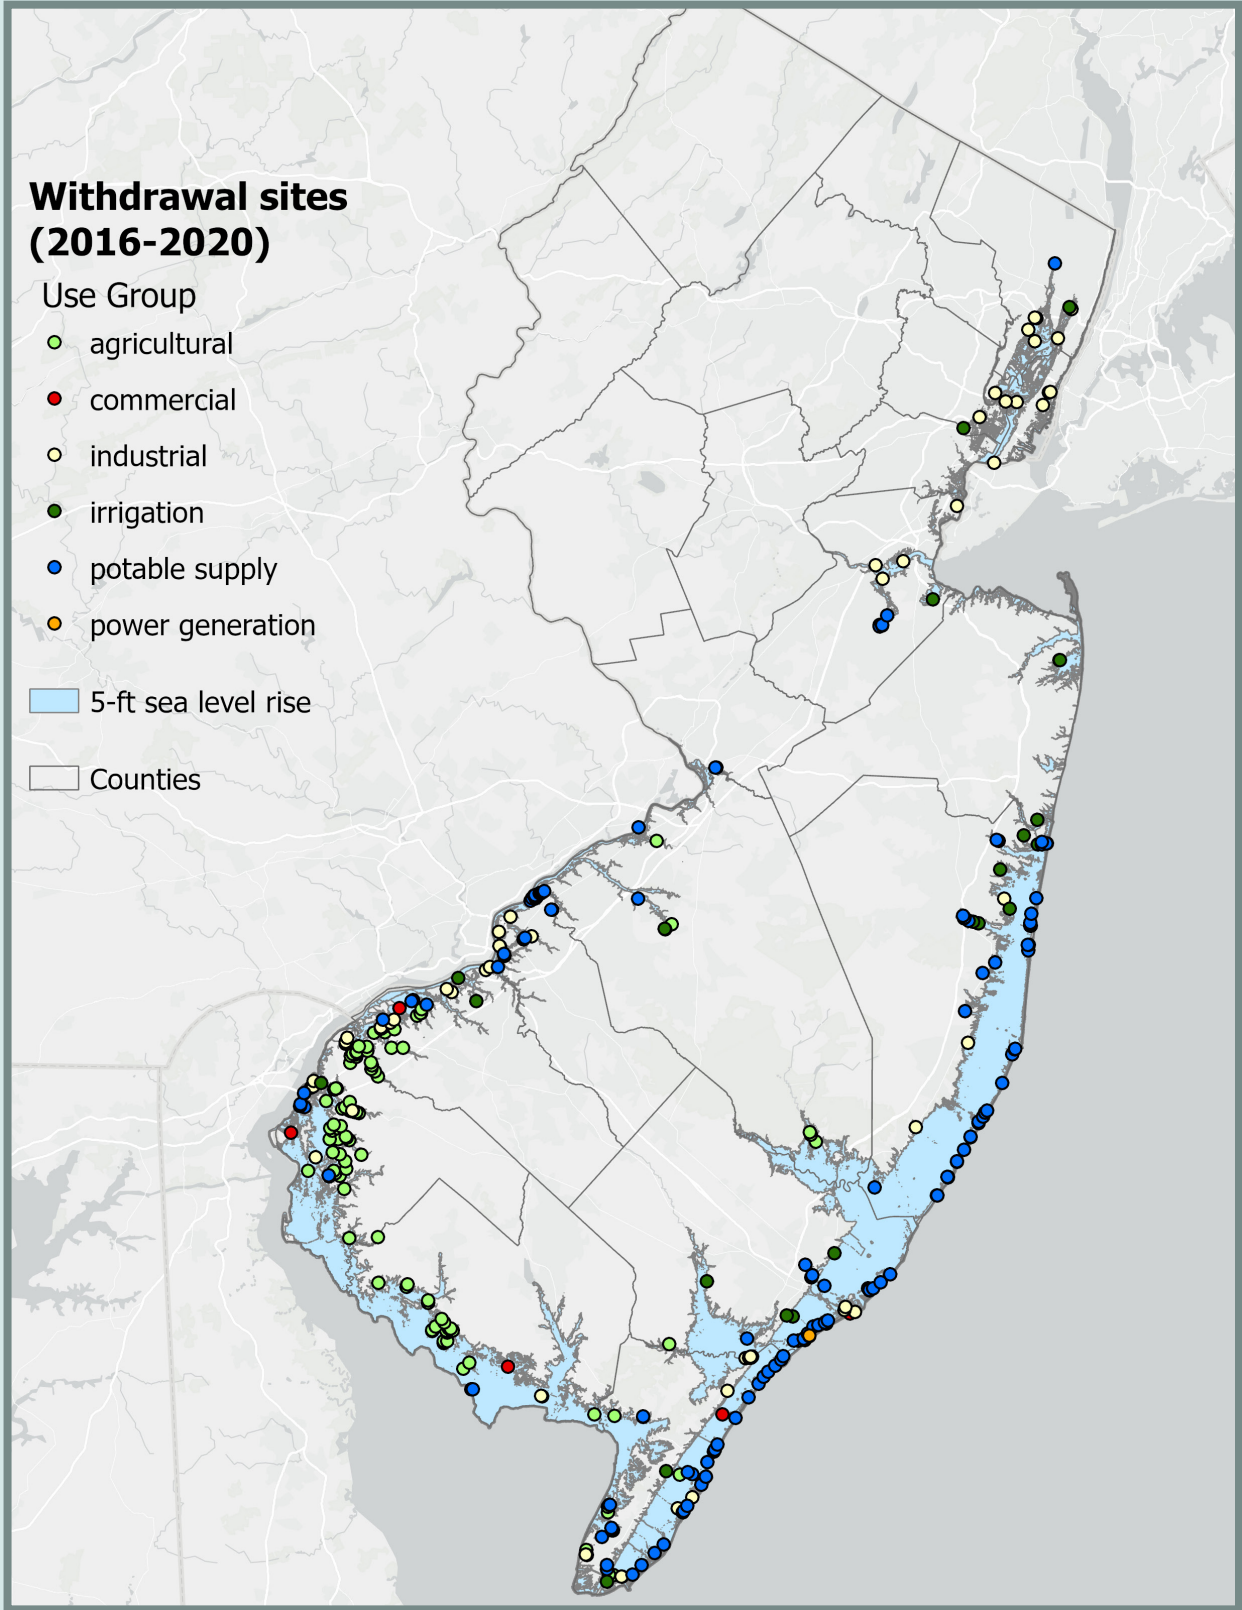 Withdrawal sites
(2016-2020)
Use Group
agricultural
commercial
industrial
irrigation
potable supply
power generation
5-ft sea level rise
Counties